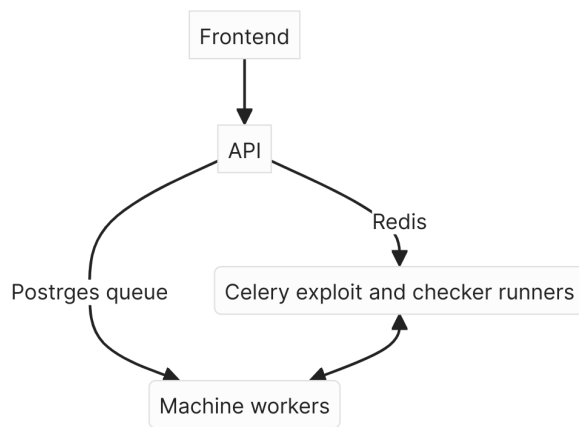 Frontend
API
Redis
Postrges queue
Celery exploit and checker runners
Machine workers